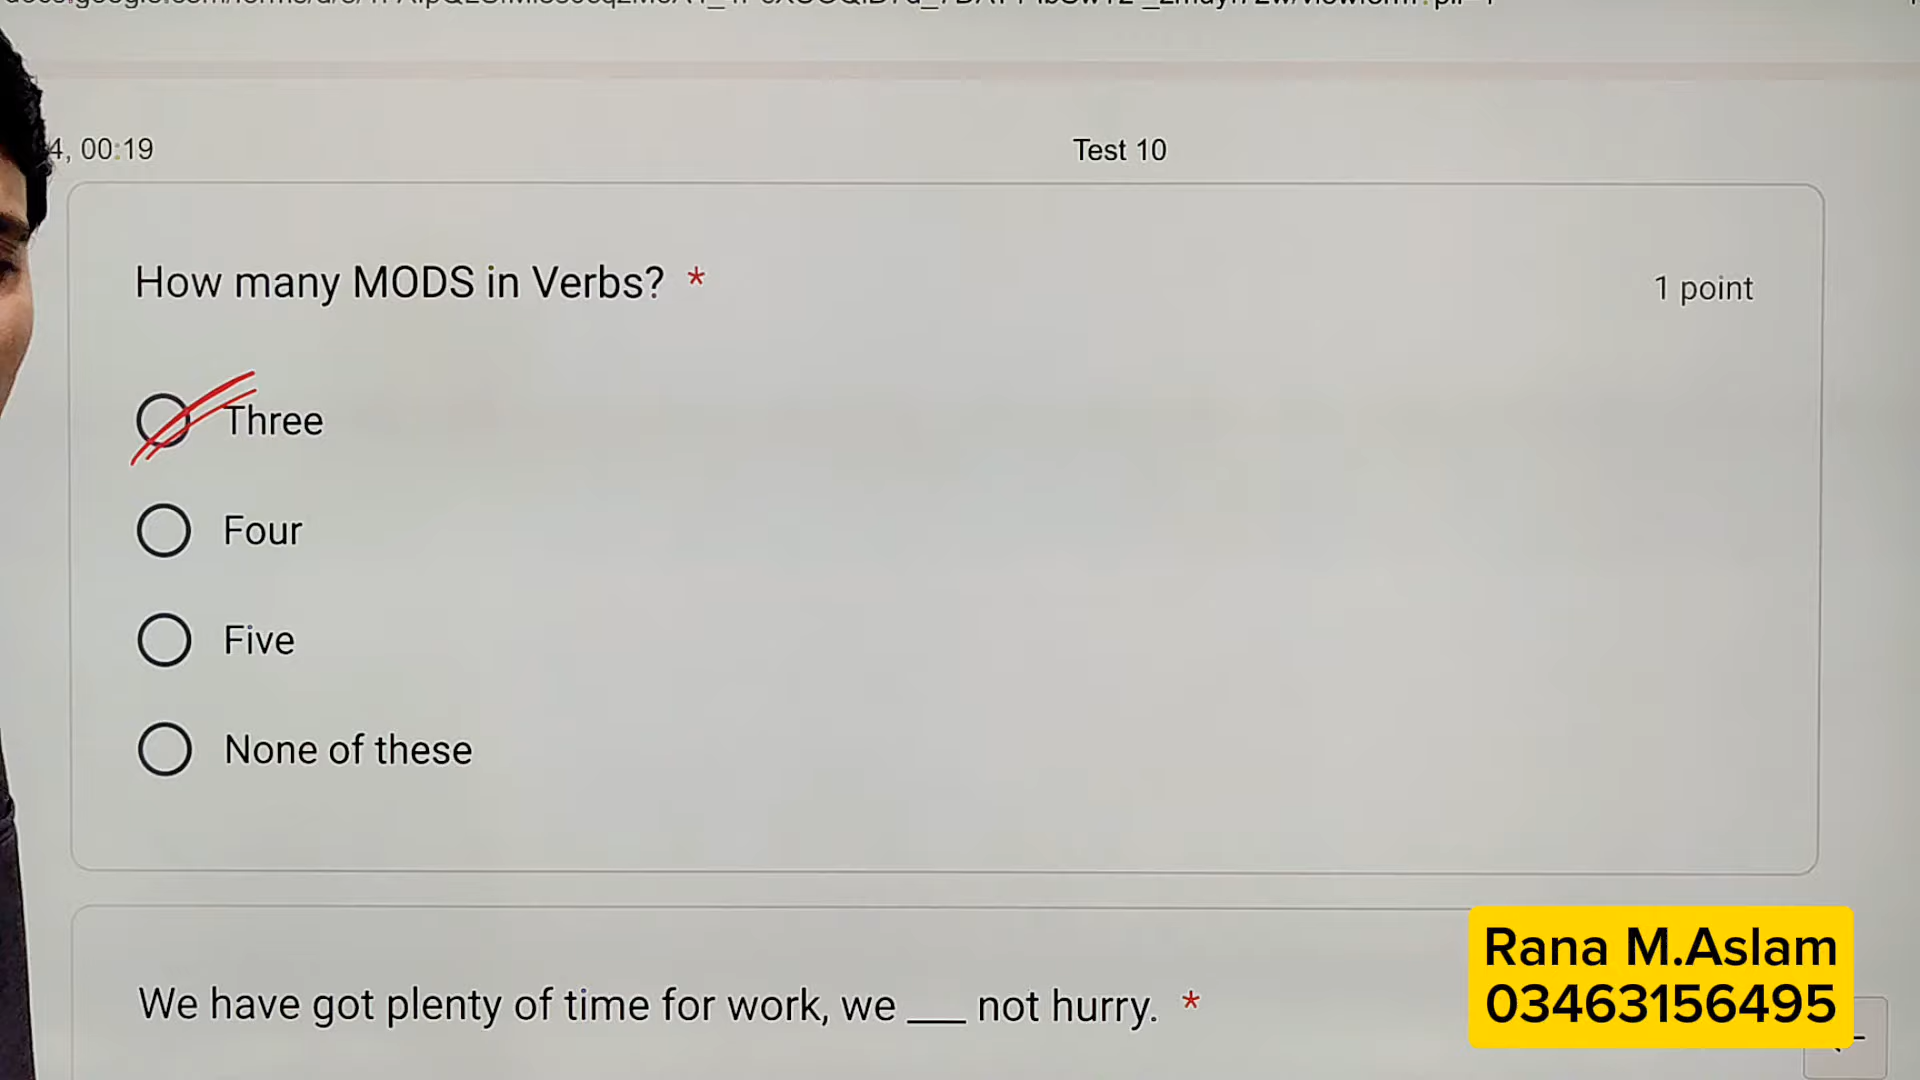 4, 00:19
Test 10
How many MODS in Verbs? *
1 point
Three
Four
Five
None of these
We have got plenty of time for work, we ___ not hurry. *
Rana M.Aslam
03463156495